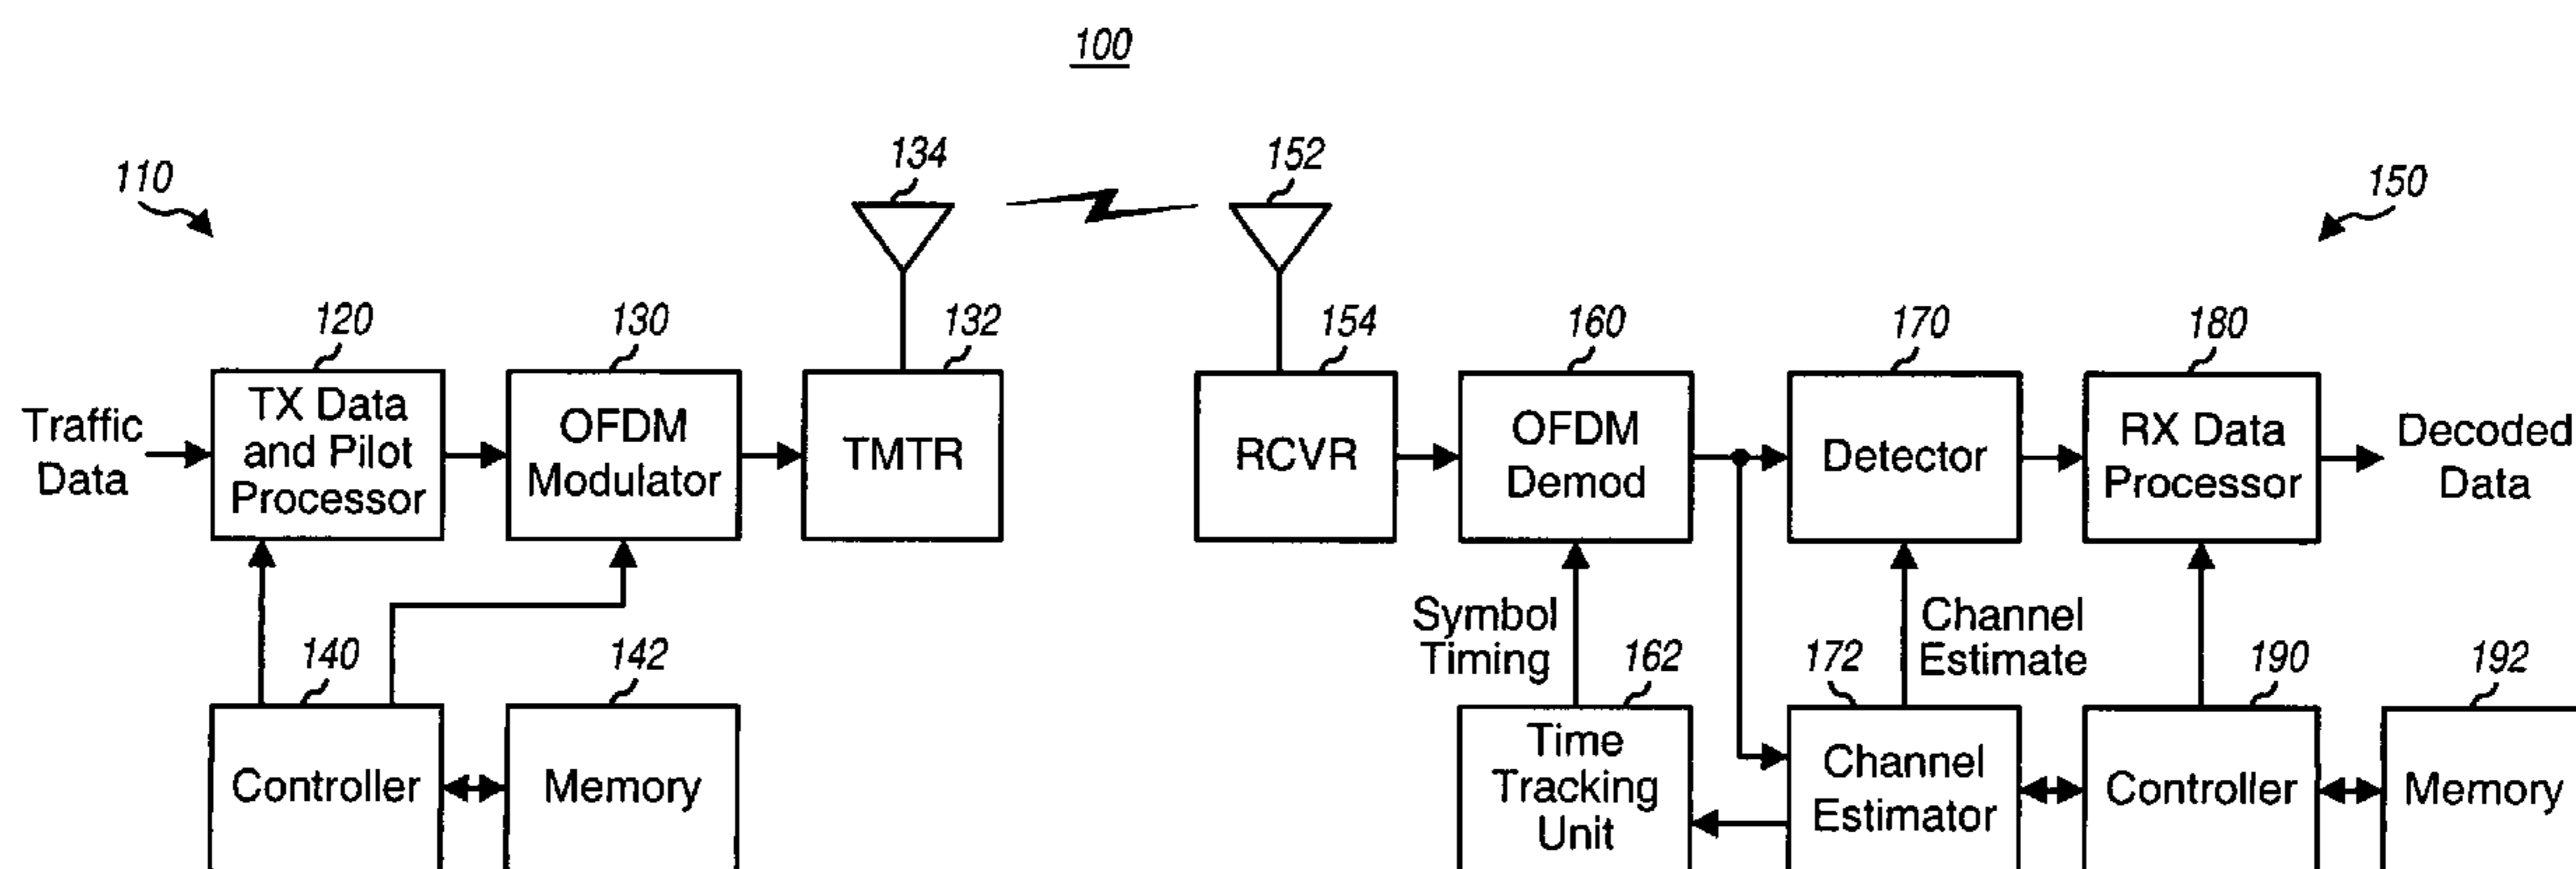 100
110
134
152
150
120
130
132
154
160
170
180
Traffic
Data
TX Data
and Pilot
Processor
OFDM
Modulator
TMTR
RCVR
OFDM
Demod
Detector
RX Data
Processor
Decoded
Data
Symbol
Timing
Channel
Estimate
140
142
162
172
190
192
Controller
Memory
Time
Tracking
Unit
Channel
Estimator
Controller
Memory